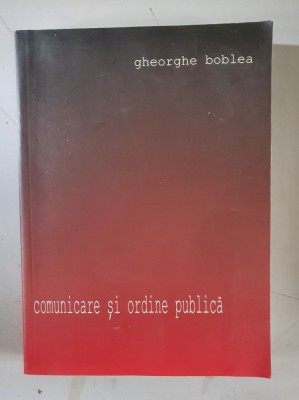 gheorghe boblea
comunicare și ordine publică